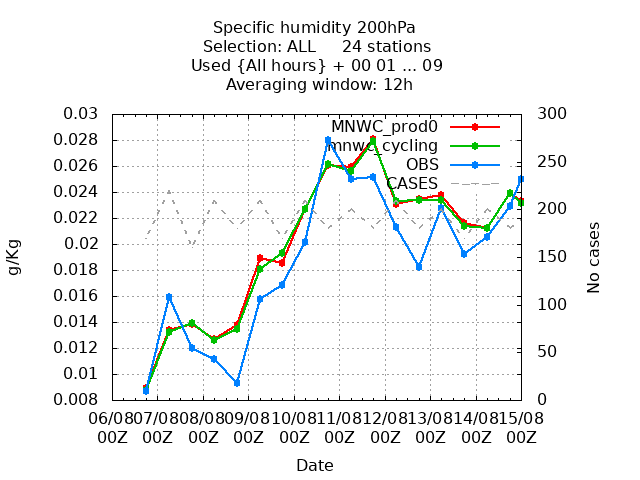 Specific humidity 200hPa
Selection: ALL     24 stations
Used {All hours} + 00 01 ... 09
Averaging window: 12h
MNWC_prod0
mnwc_cycling
OBS
CASES
g/Kg
0.03
0.028
0.026
0.024
0.022
0.02
0.018
0.016
0.014
0.012
0.01
0.008
300
250
200
150
100
50
0
No cases
06/08 07/08 08/08 09/08 10/08 11/08 12/08 13/08 14/08 15/08
00Z 00Z 00Z 00Z 00Z 00Z 00Z 00Z 00Z 00Z
Date